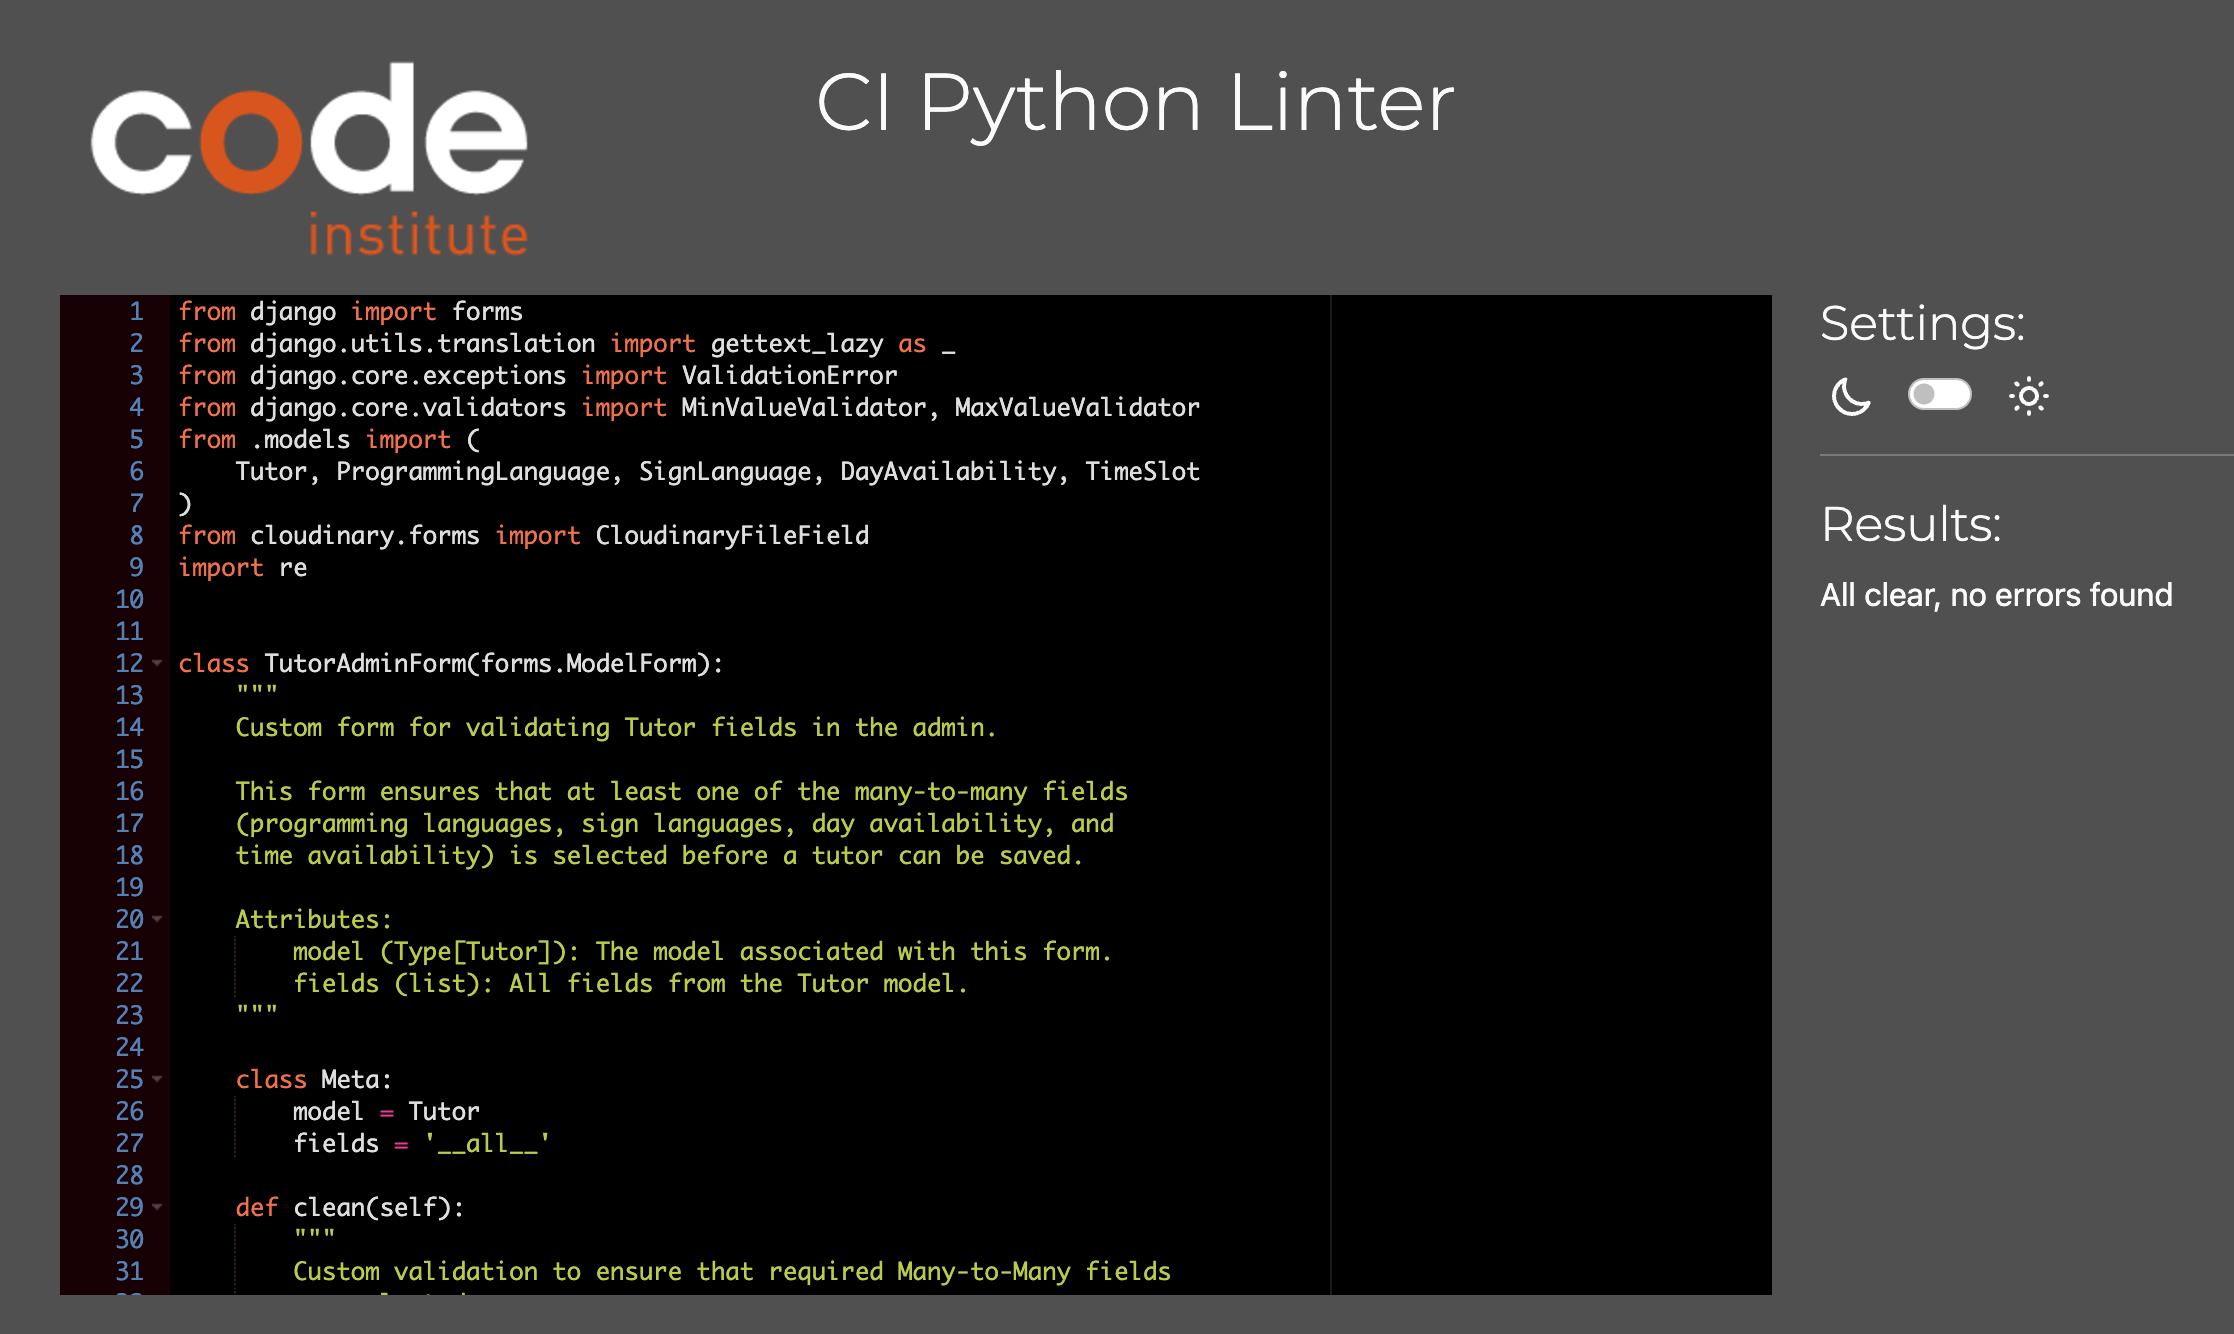 code
institute
CI Python Linter
1 from django import forms
2 from django.utils.translation import gettext_lazy as _
3 from django.core.exceptions import ValidationError
4 from django.core.validators import MinValueValidator, MaxValueValidator
5 from .models import (
6     Tutor, ProgrammingLanguage, SignLanguage, DayAvailability, TimeSlot
7 )
8 from cloudinary.forms import CloudinaryFileField
9 import re
10
11
12 class TutorAdminForm(forms.ModelForm):
13     """
14     Custom form for validating Tutor fields in the admin.
15
16     This form ensures that at least one of the many-to-many fields
17     (programming languages, sign languages, day availability, and
18     time availability) is selected before a tutor can be saved.
19
20     Attributes:
21         model (Type[Tutor]): The model associated with this form.
22         fields (list): All fields from the Tutor model.
23     """
24
25     class Meta:
26         model = Tutor
27         fields = '__all__'
28
29     def clean(self):
30         """
31         Custom validation to ensure that required Many-to-Many fields
Settings:
Results:
All clear, no errors found